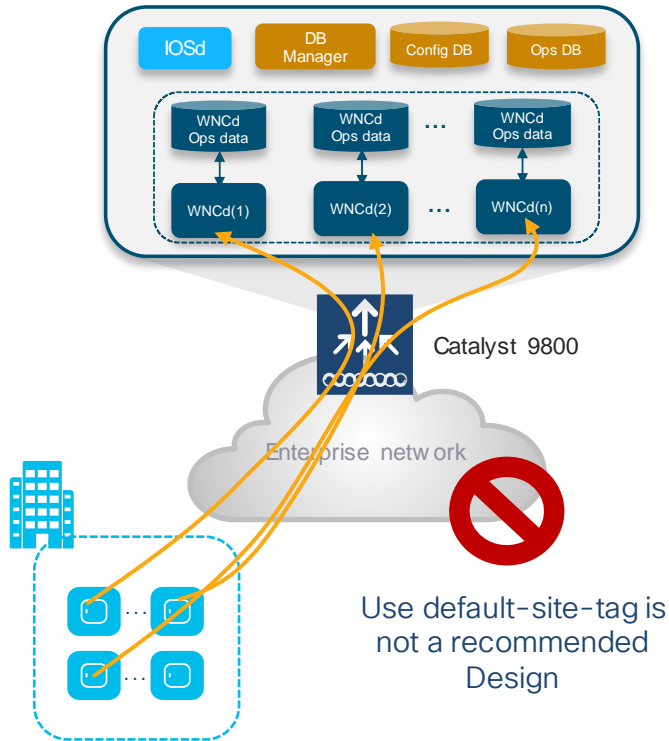 IOSd
DB
Manager
Config DB
Ops DB
WNCd
Ops data
WNCd
Ops data
...
WNCd
Ops data
WNCd(1)
WNCd(2)
...
WNCd(n)
Catalyst 9800
Enterprise network
...
...
Use default-site-tag is
not a recommended
Design